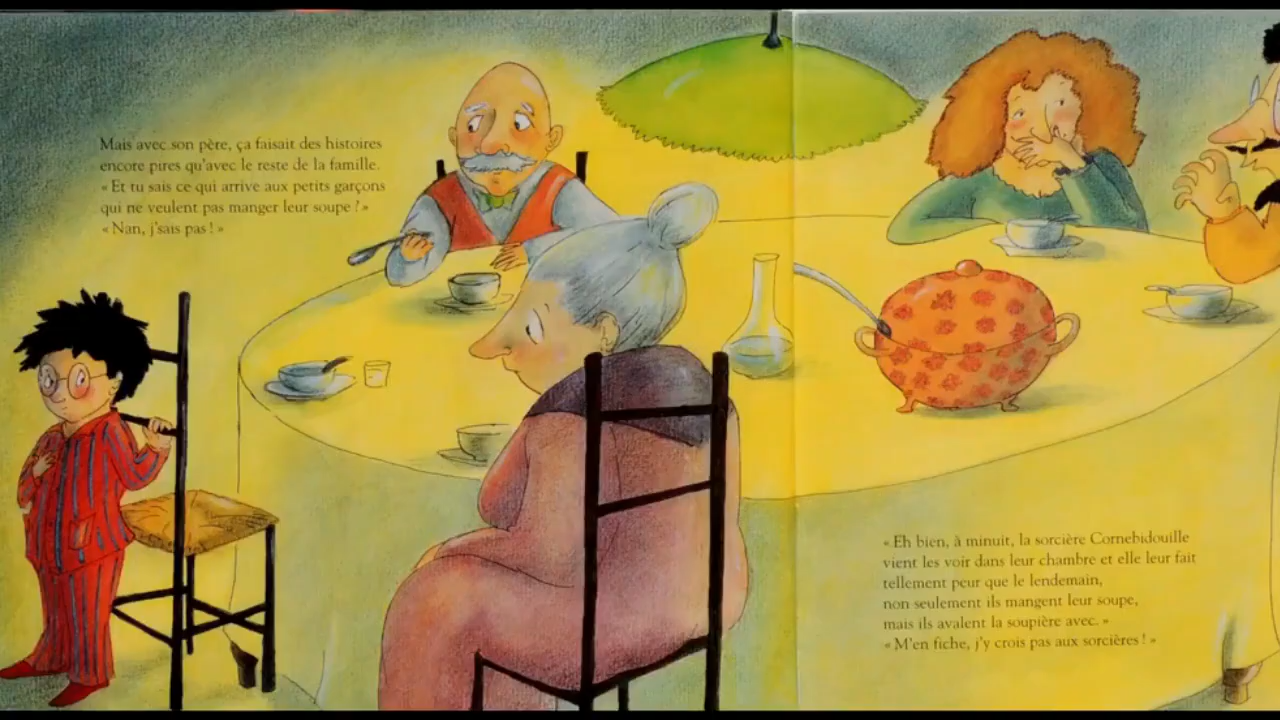 Mais avec son père, ça faisait des histoires
encore pires qu'avec le reste de la famille.
« Et tu sais ce qui arrive aux petits garçons
qui ne veulent pas manger leur soupe ? »
« Nan, j'sais pas ! »
« Eh bien, à minuit, la sorcière Cornebidouille
vient les voir dans leur chambre et elle leur fait
tellement peur que le lendemain,
non seulement ils mangent leur soupe,
mais ils avalent la soupière avec. »
« M'en fiche, j'y crois pas aux sorcières ! »